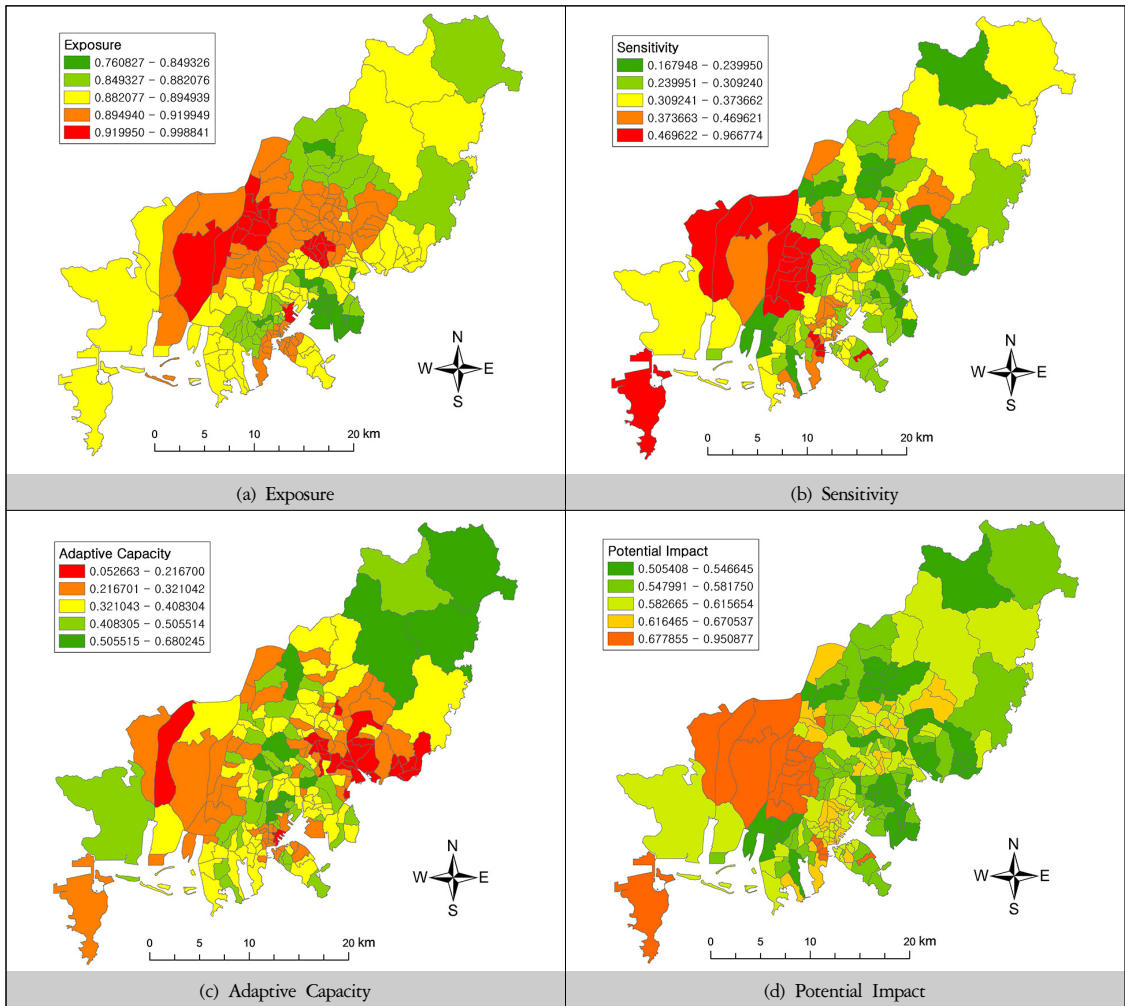 Exposure
0.760827 - 0.849326
0.849327 - 0.882076
0.882077 - 0.894939
0.894940 - 0.919949
0.919950 - 0.998841
N
W E
S
0 5 10 20 km
(a) Exposure
Sensitivity
0.167948 - 0.239950
0.239951 - 0.309240
0.309241 - 0.373662
0.373663 - 0.469621
0.469622 - 0.966774
N
W E
S
0 5 10 20 km
(b) Sensitivity
Adaptive Capacity
0.052663 - 0.216700
0.216701 - 0.321042
0.321043 - 0.408304
0.408305 - 0.505514
0.505515 - 0.680245
N
W E
S
0 5 10 20 km
(c) Adaptive Capacity
Potential Impact
0.505408 - 0.546645
0.547991 - 0.581750
0.582665 - 0.615654
0.616465 - 0.670537
0.677855 - 0.950877
N
W E
S
0 5 10 20 km
(d) Potential Impact